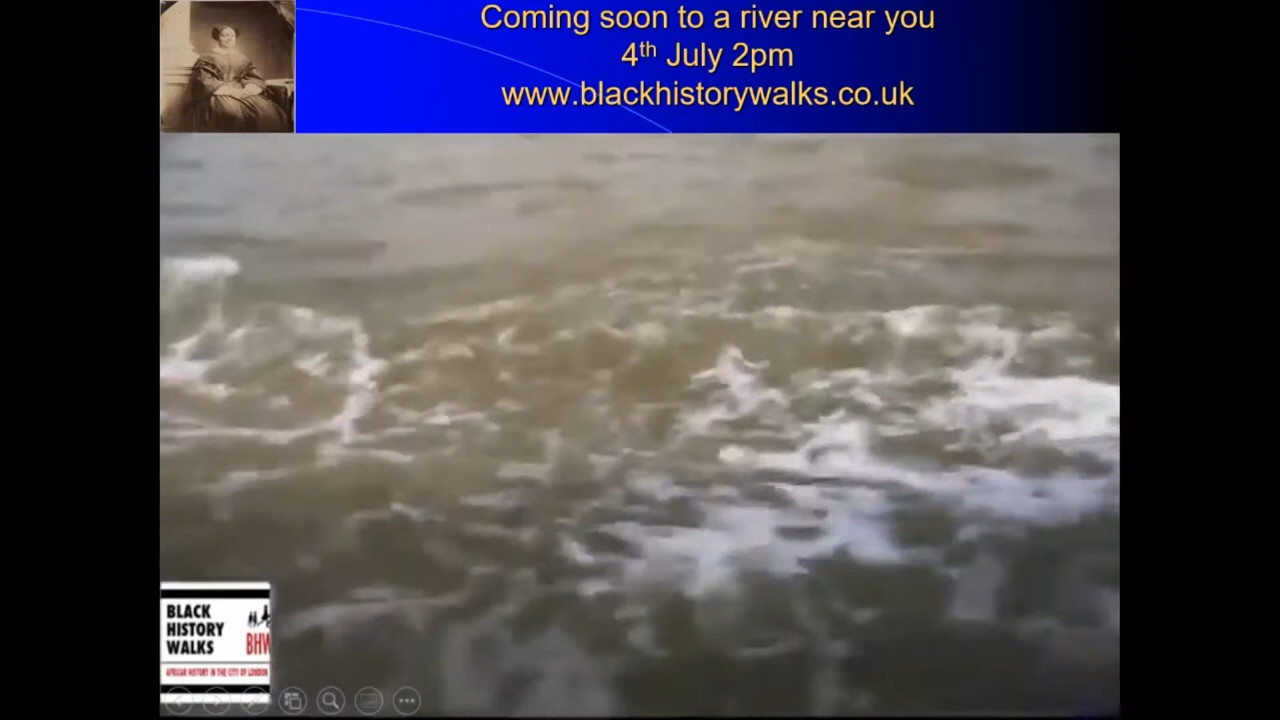 Coming soon to a river near you
4th July 2pm
www.blackhistorywalks.co.uk
BLACK
HISTORY
WALKS
BHW
AFRICAN HISTORY IN THE CITY OF LONDON